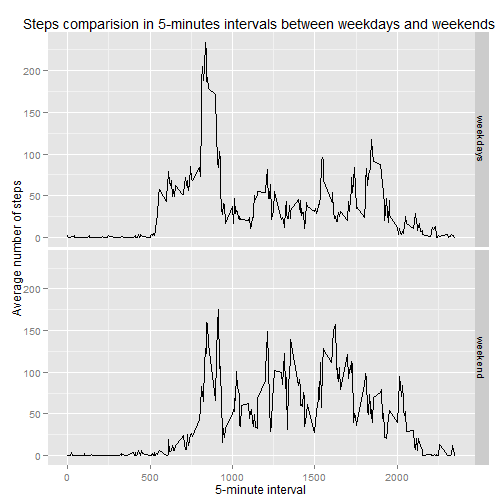 Steps comparision in 5-minutes intervals between weekdays and weekends
Average number of steps
200
150
100
50
0
weekdays
200
150
100
50
0
weekend
0 500 1000 1500 2000
5-minute interval